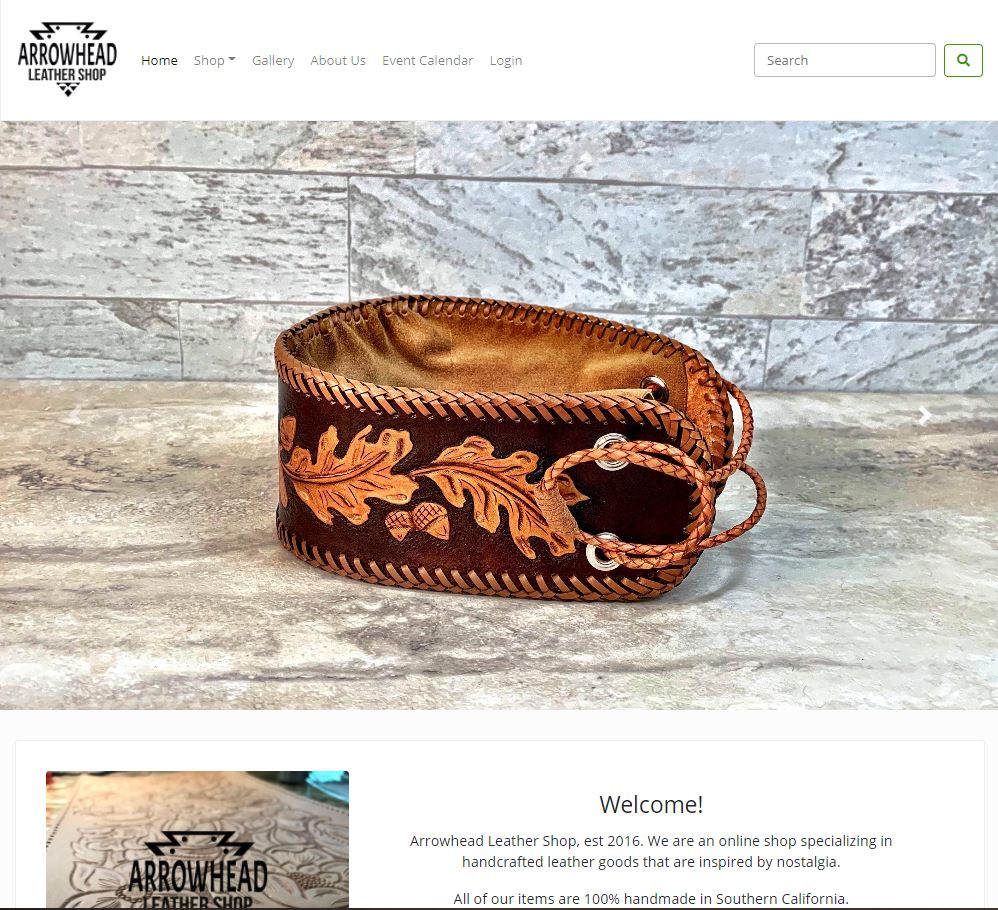 ARROWHEAD
LEATHER SHOP
Home Shop Gallery About Us Event Calendar Login
Search
Welcome!
Arrowhead Leather Shop, est 2016. We are an online shop specializing in
handcrafted leather goods that are inspired by nostalgia.
All of our items are 100% handmade in Southern California.
ARROWHEAD
LEATHER SHOP